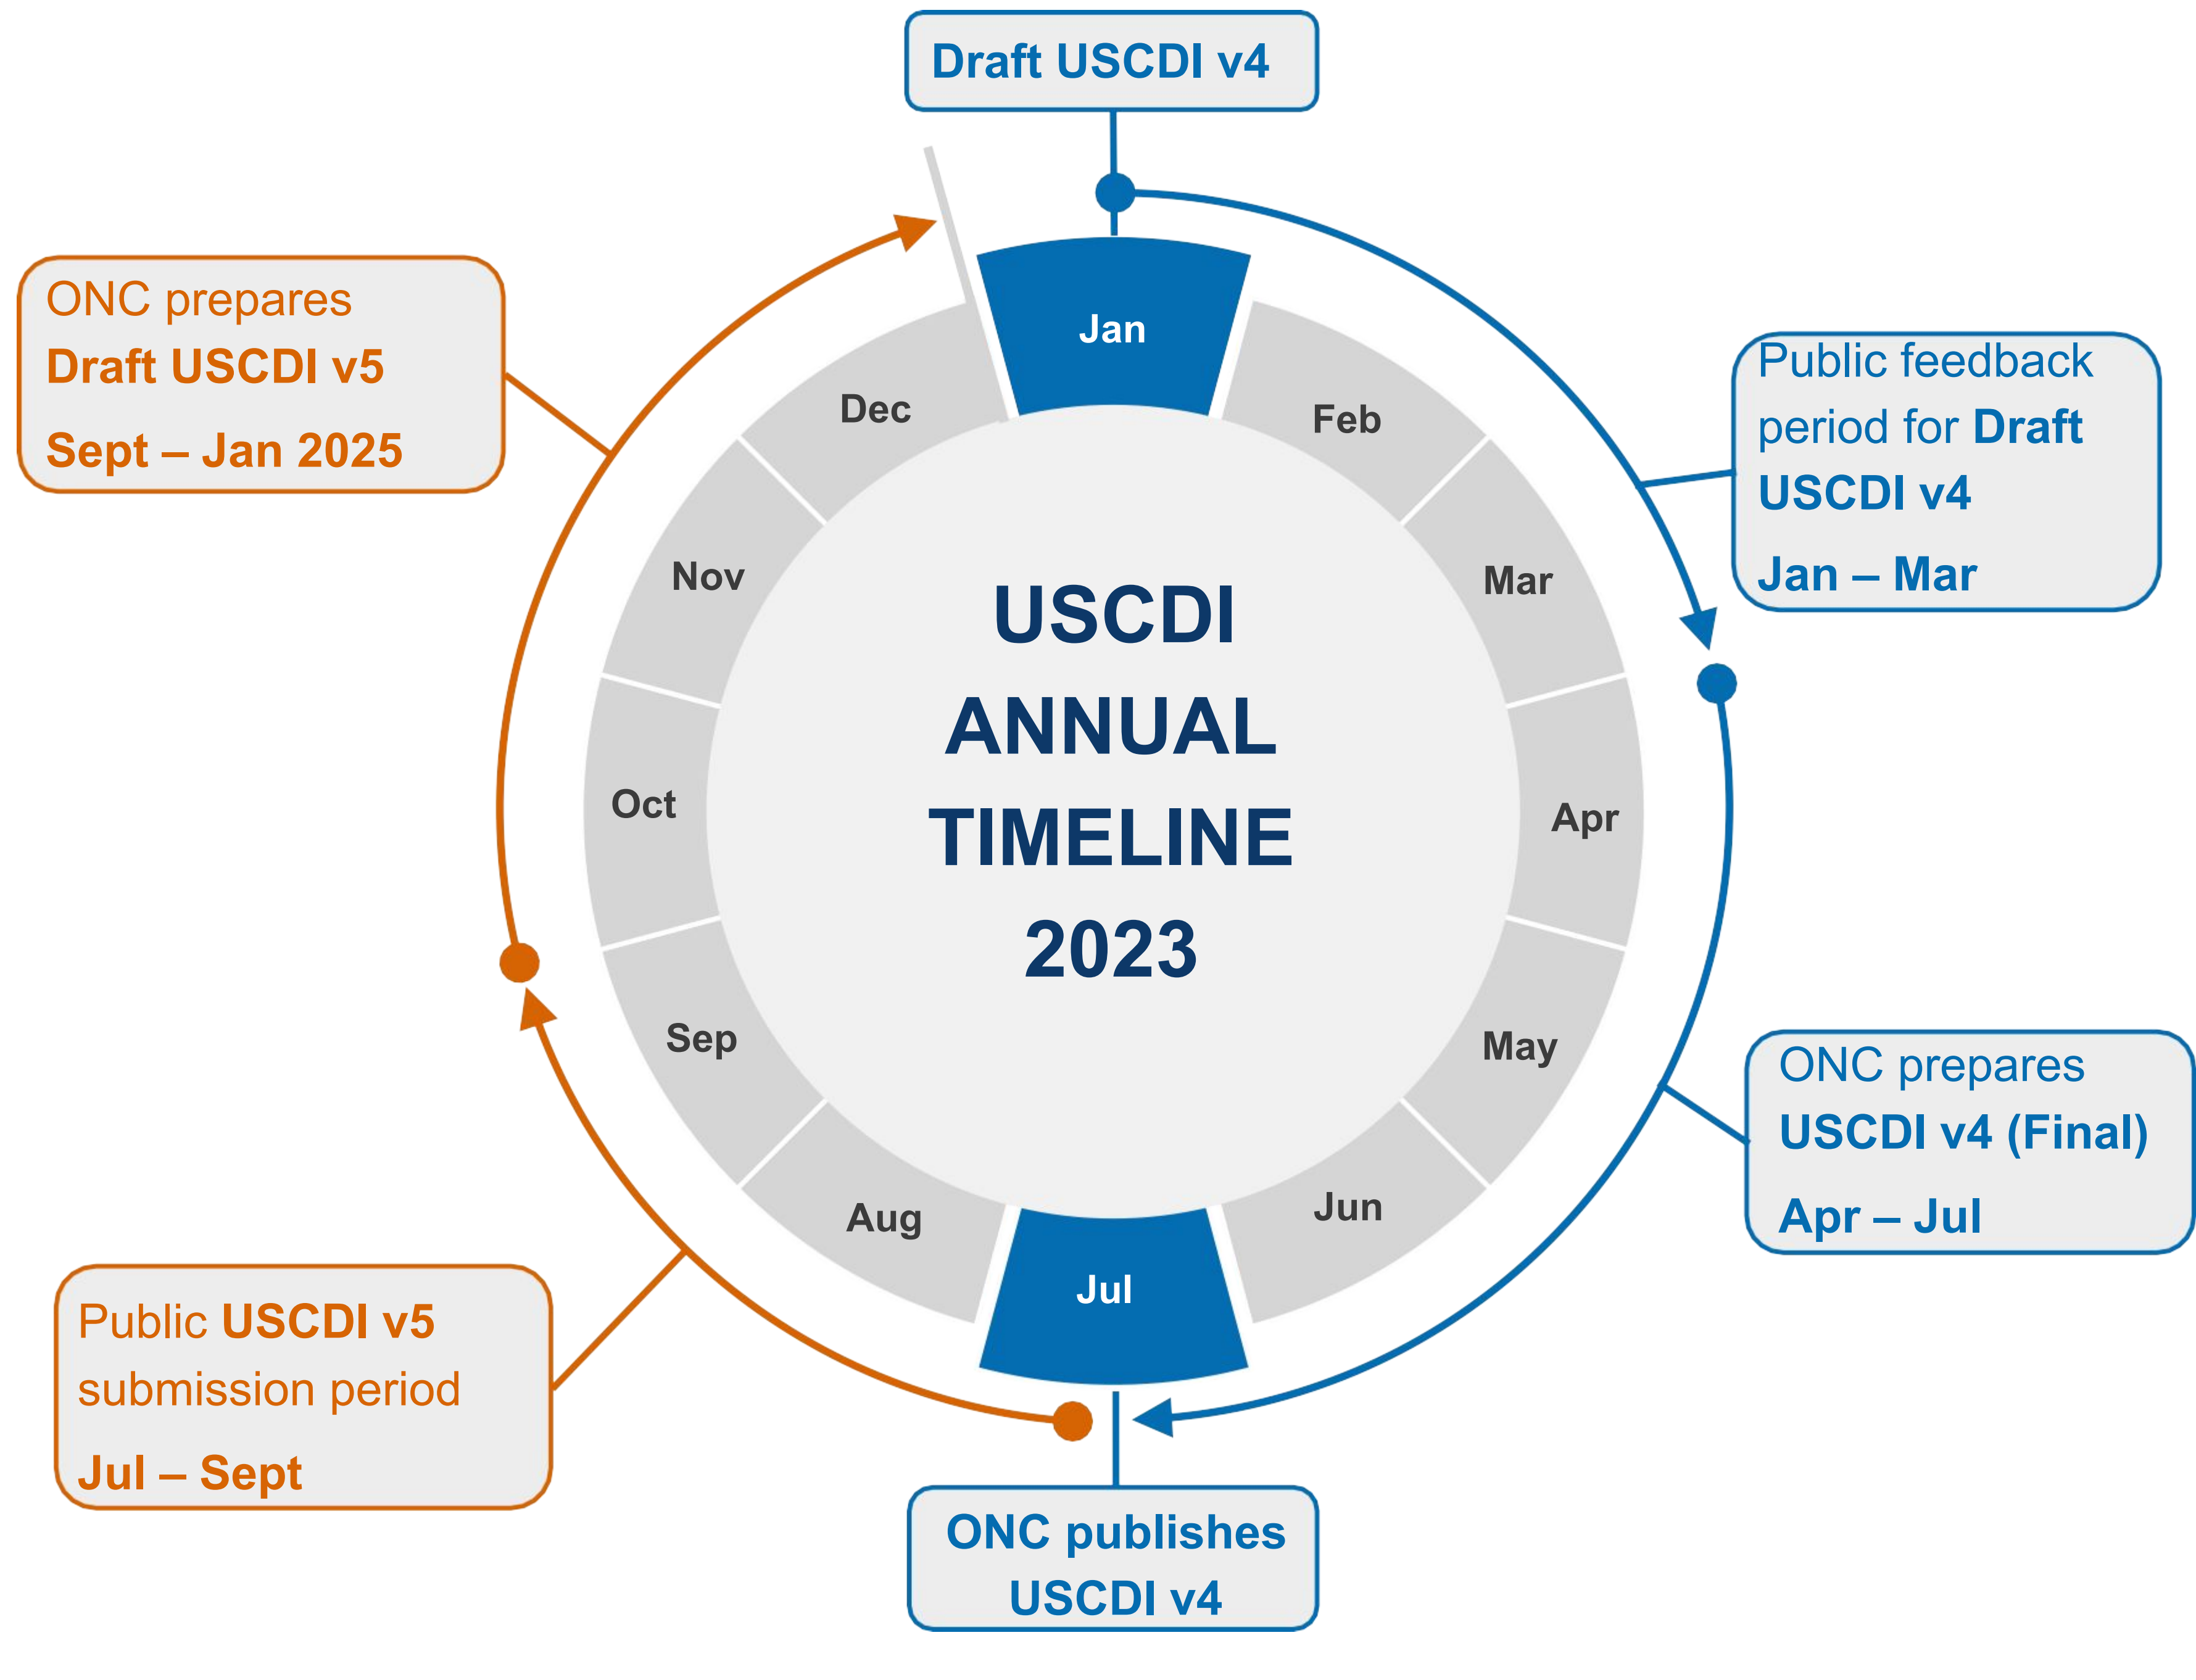 Draft USCDI v4
ONC prepares
Draft USCDI v5
Sept – Jan 2025
Public feedback
period for Draft
USCDI v4
Jan – Mar
Jan
Feb
Mar
Apr
May
Jun
Jul
Aug
Sep
Oct
Nov
Dec
USCDI
ANNUAL
TIMELINE
2023
ONC prepares
USCDI v4 (Final)
Apr – Jul
Public USCDI v5
submission period
Jul – Sept
ONC publishes
USCDI v4